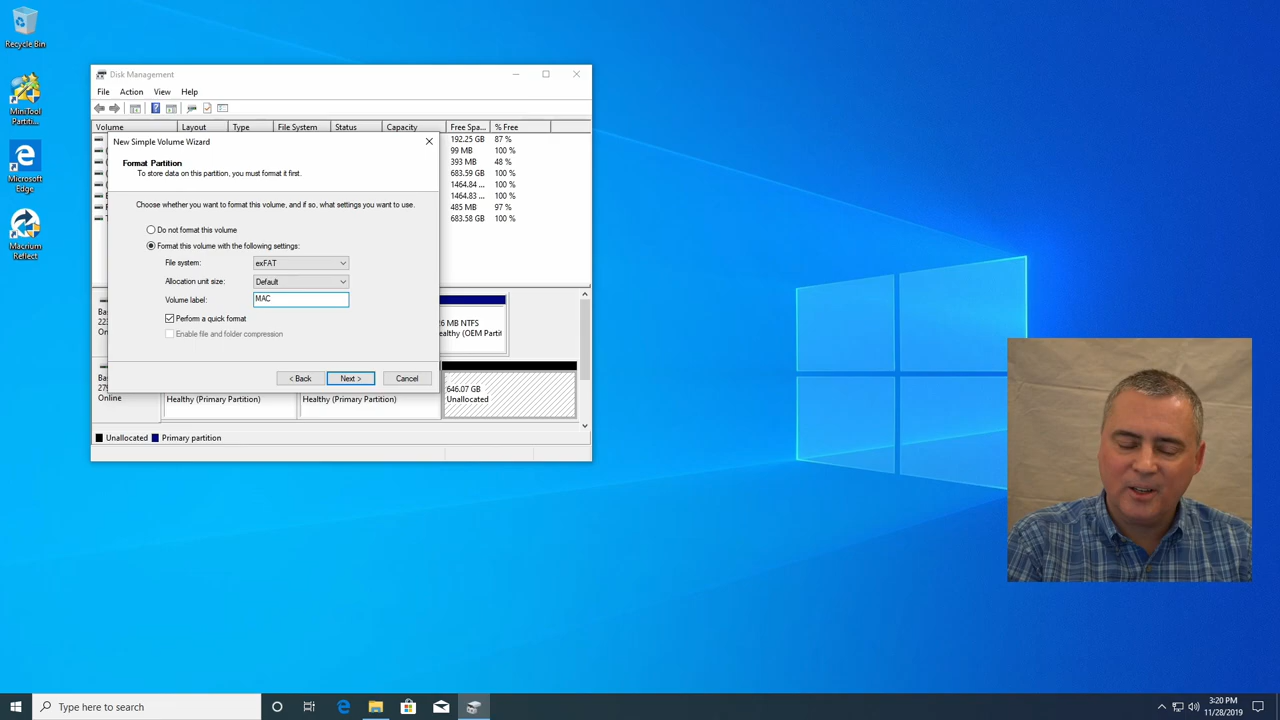 Recycle Bin
MiniTool
Partiti...
Microsoft
Edge
Macrium
Reflect
Disk Management
File Action View Help
Volume Layout Type File System Status Capacity Free Spa... % Free
192.25 GB 87 %
99 MB 100 %
393 MB 48 %
683.59 GB 100 %
1464.84 ... 100 %
1464.83 ... 100 %
485 MB 97 %
683.58 GB 100 %
New Simple Volume Wizard
Format Partition
To store data on this partition, you must format it first.
Choose whether you want to format this volume, and if so, what settings you want to use.
Do not format this volume
Format this volume with the following settings:
File system: exFAT
Allocation unit size: Default
Volume label: MAC
Perform a quick format
Enable file and folder compression
< Back Next > Cancel
Ba
223
Onl
6 MB NTFS
ealthy (OEM Partit
Ba
279
Online
Healthy (Primary Partition) Healthy (Primary Partition)
646.07 GB
Unallocated
Unallocated Primary partition
Type here to search
3:20 PM
11/28/2019